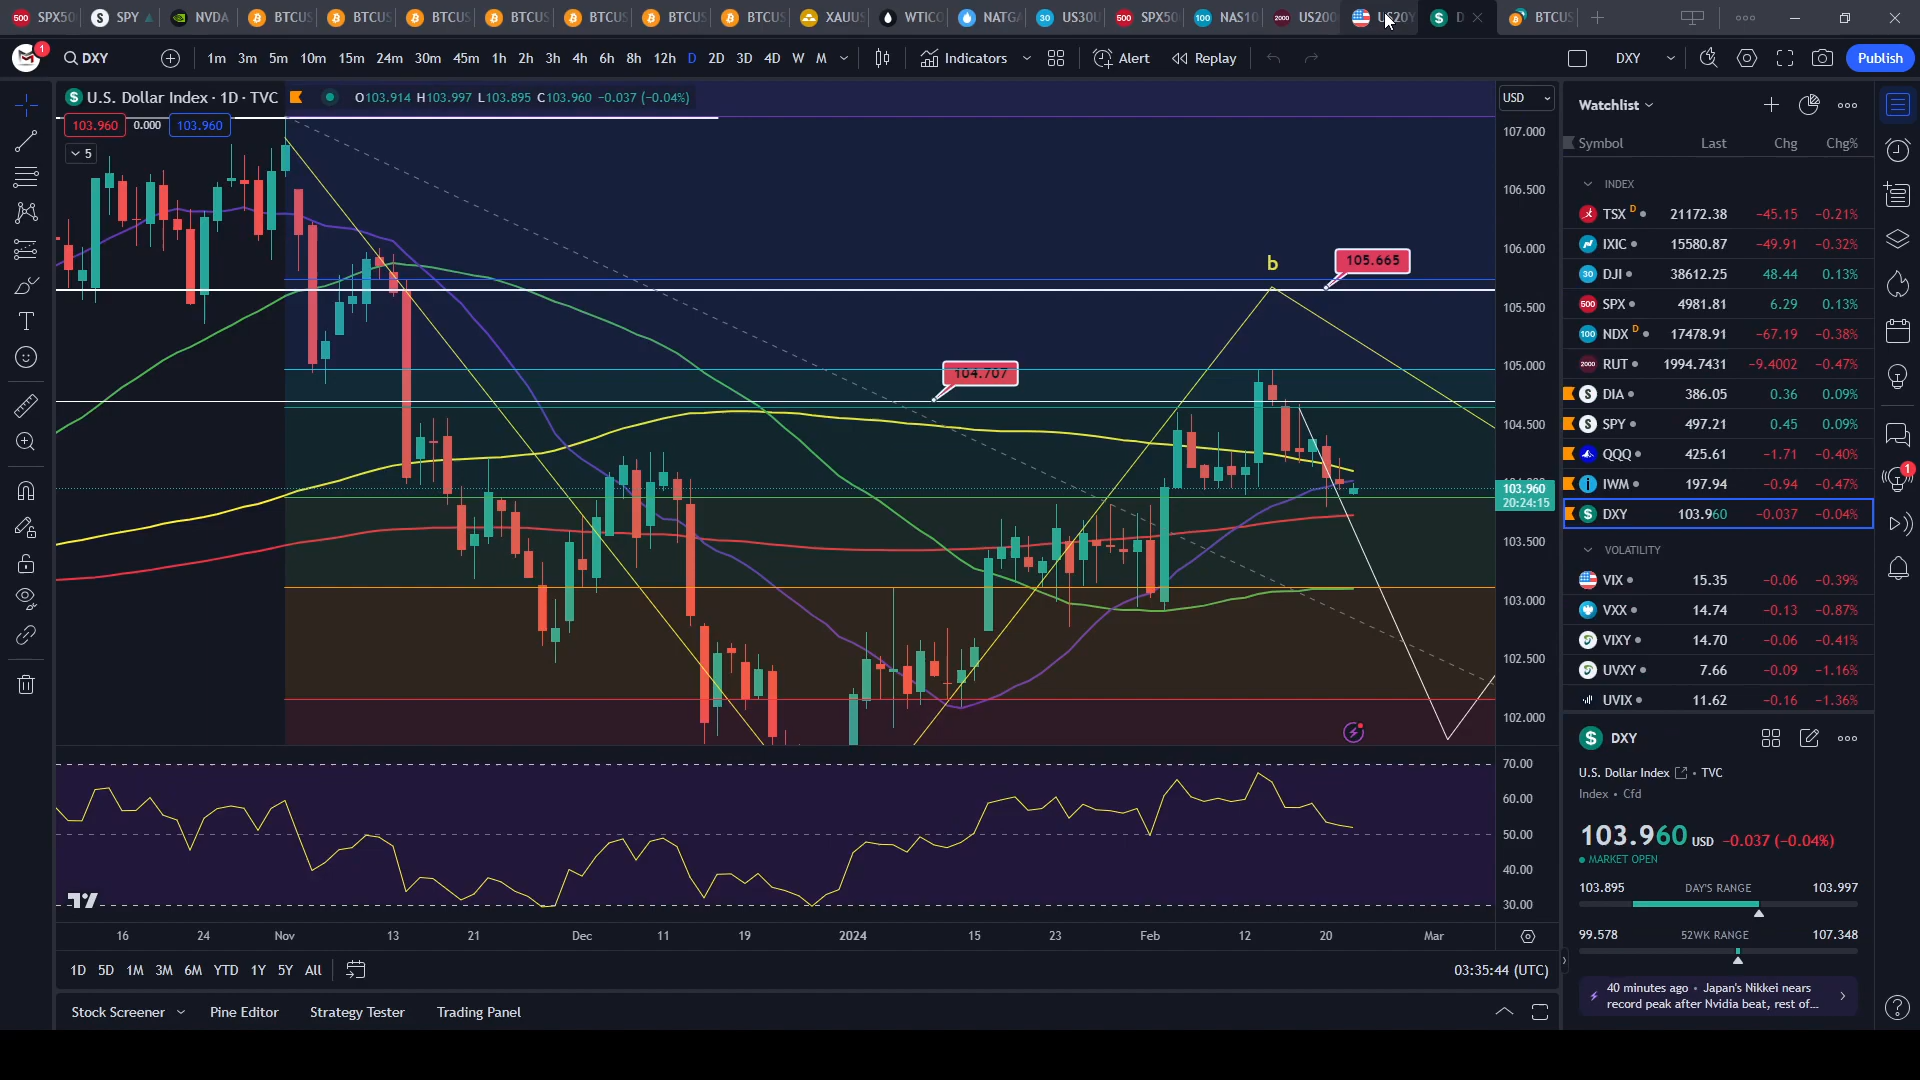 SPX50 SPY NVDA BTCUS BTCUS BTCUS BTCUS BTCUS BTCUS BTCUS XAUUS WTICO NATGA US30U SPX50 NAS10 US200 US20Y D BTCUS
1 DXY 1m 3m 5m 10m 15m 24m 30m 45m 1h 2h 3h 4h 6h 8h 12h D 2D 3D 4D W M Indicators Alert Replay DXY Publish
U.S. Dollar Index · 1D · TVC O103.914 H103.997 L103.895 C103.960 −0.037 (−0.04%) USD
103.960 0.000 103.960
5
107.000
106.500
106.000
b 105.665
105.500
105.000
104.707
104.500
103.960
20:24:15
103.500
103.000
102.500
102.000
70.00
60.00
50.00
40.00
30.00
16 24 Nov 13 21 Dec 11 19 2024 15 23 Feb 12 20 Mar
1D 5D 1M 3M 6M YTD 1Y 5Y All 03:35:44 (UTC)
Stock Screener Pine Editor Strategy Tester Trading Panel
Watchlist
Symbol Last Chg Chg%
INDEX
TSX D 21172.38 −45.15 −0.21%
IXIC 15580.87 −49.91 −0.32%
DJI 38612.25 48.44 0.13%
SPX 4981.81 6.29 0.13%
NDX D 17478.91 −67.19 −0.38%
RUT 1994.7431 −9.4002 −0.47%
DIA 386.05 0.36 0.09%
SPY 497.21 0.45 0.09%
QQQ 425.61 −1.71 −0.40%
IWM 197.94 −0.94 −0.47%
DXY 103.960 −0.037 −0.04%
VOLATILITY
VIX 15.35 −0.06 −0.39%
VXX 14.74 −0.13 −0.87%
VIXY 14.70 −0.06 −0.41%
UVXY 7.66 −0.09 −1.16%
UVIX 11.62 −0.16 −1.36%
DXY
U.S. Dollar Index • TVC
Index • Cfd
103.960 USD −0.037 (−0.04%)
MARKET OPEN
103.895 DAY'S RANGE 103.997
99.578 52WK RANGE 107.348
40 minutes ago • Japan's Nikkei nears
record peak after Nvidia beat, rest of...
1